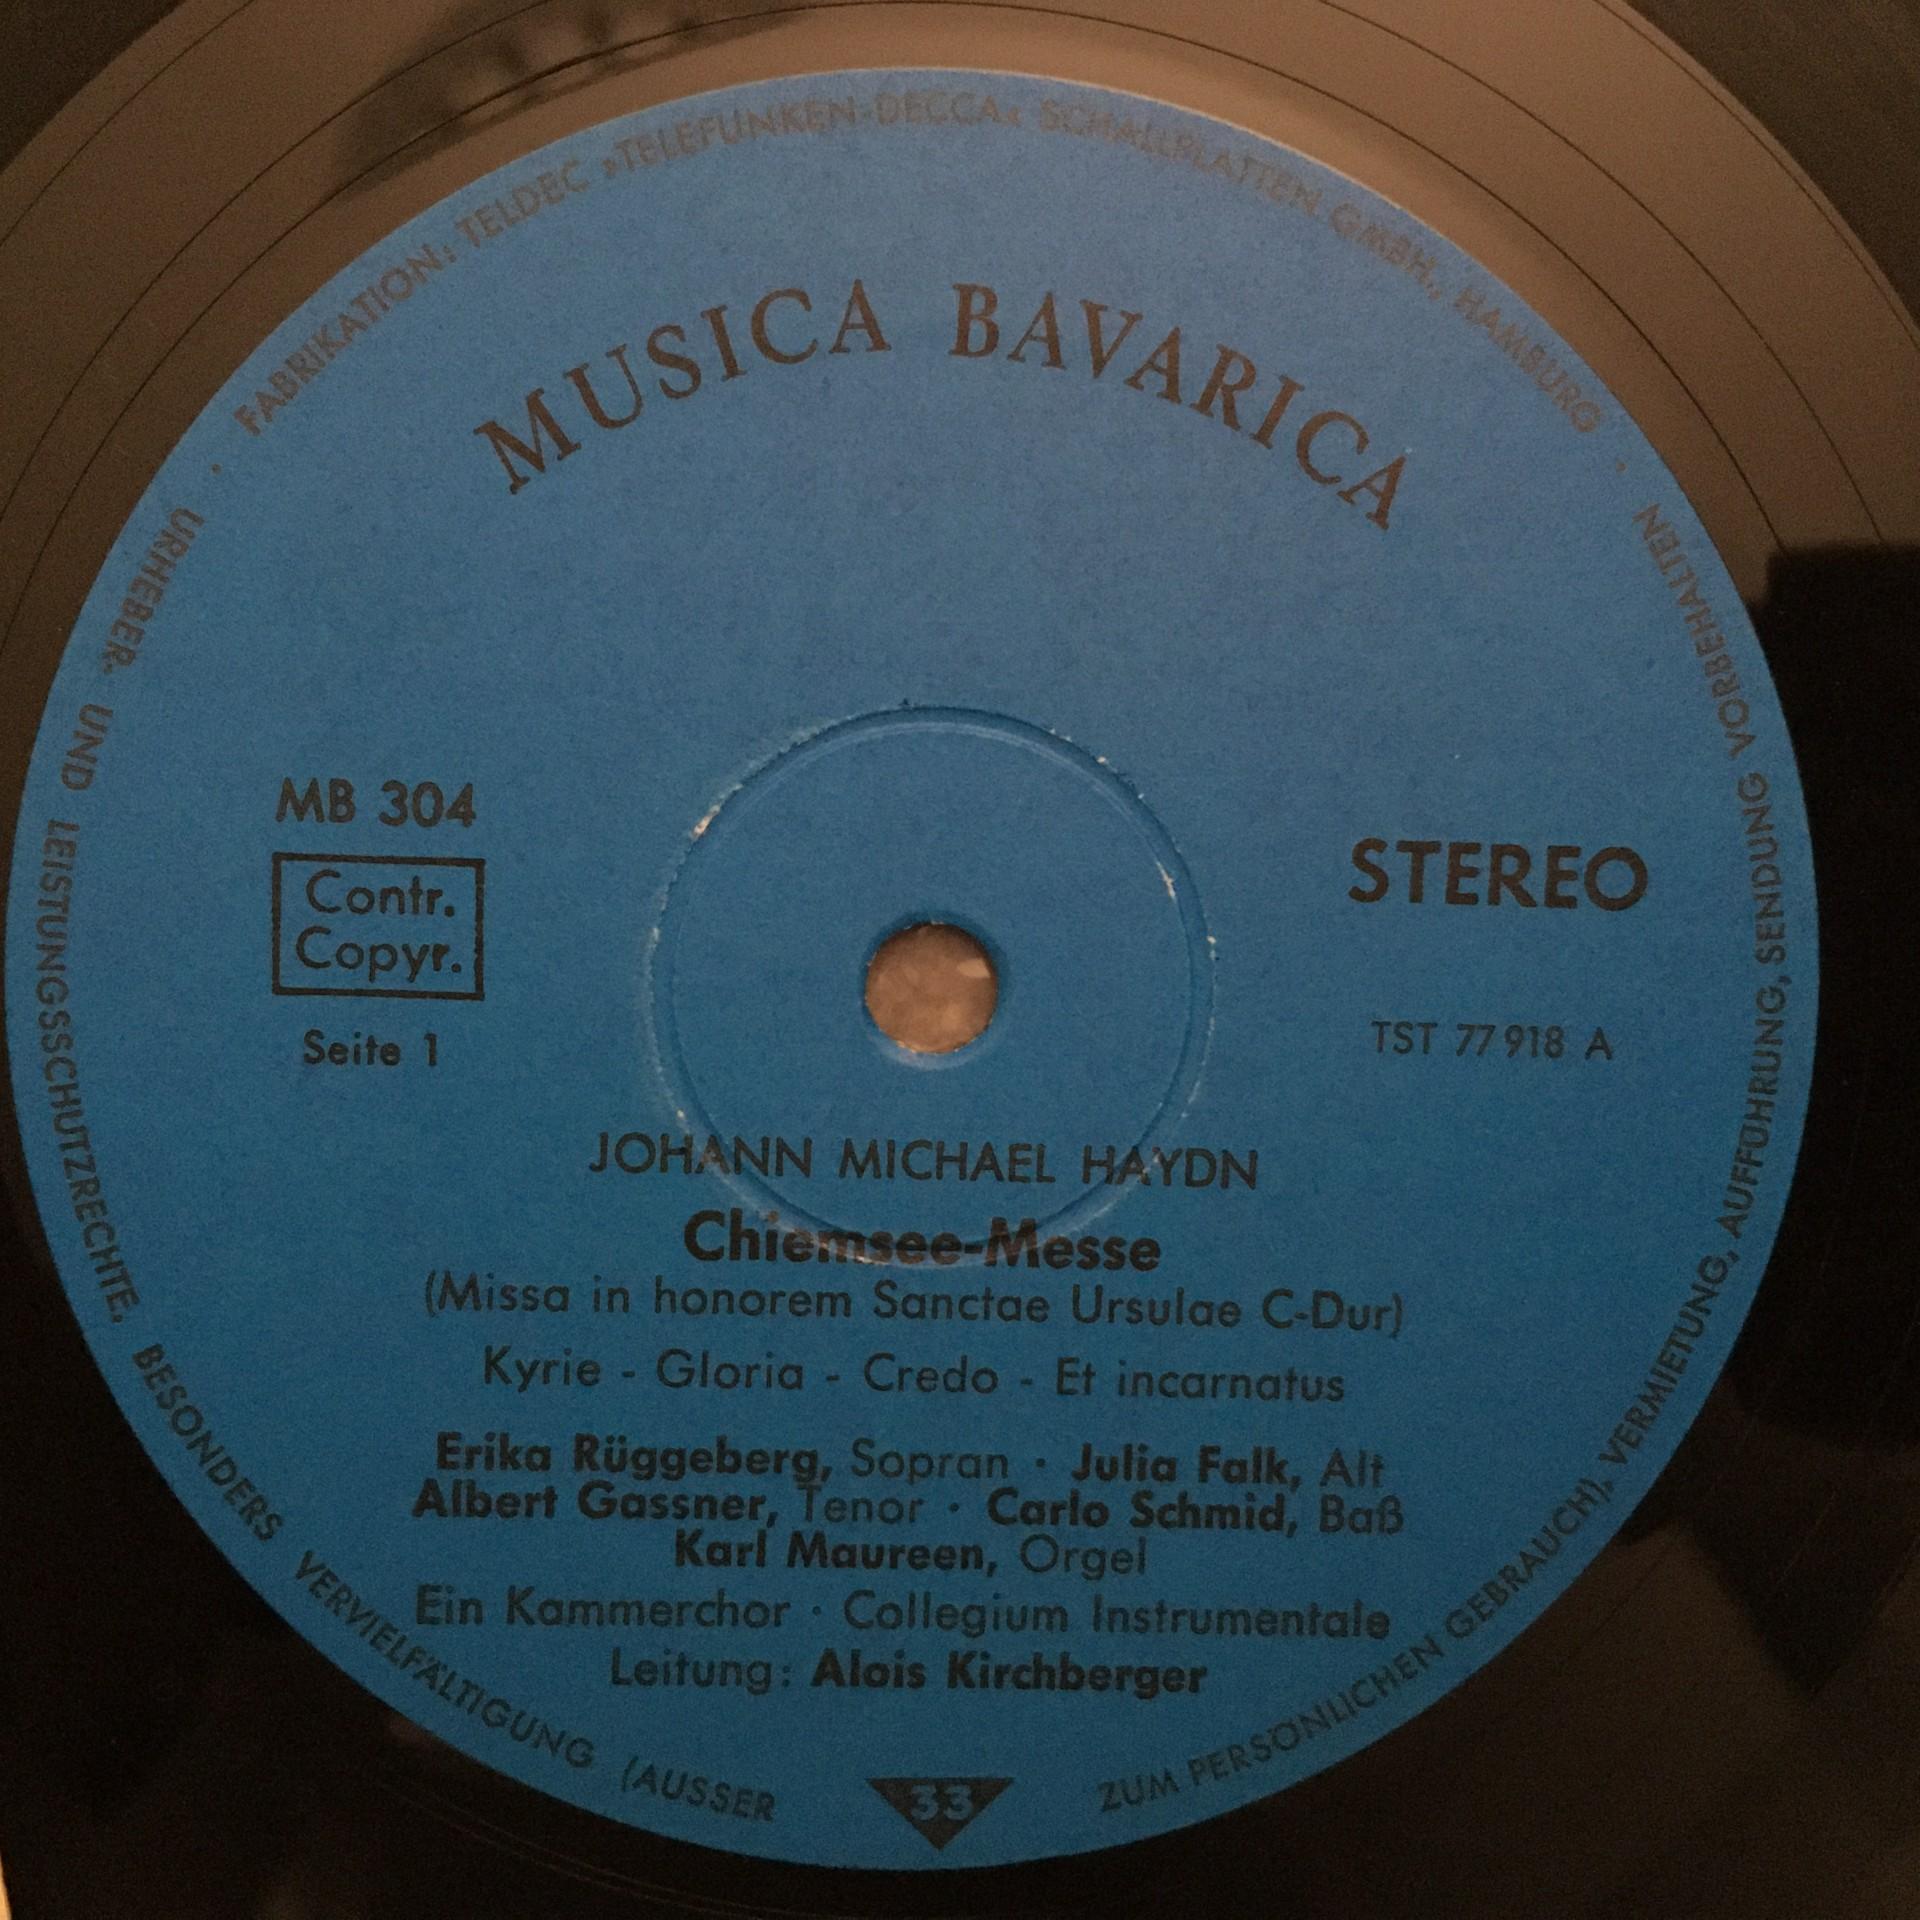 FABRIKATION: TELDEC »TELEFUNKEN-DECCA« SCHALLPLATTEN GMBH., HAMBURG
MUSICA BAVARICA
MB 304
Contr.
Copyr.
Seite 1
STEREO
TST 77 918 A
JOHANN MICHAEL HAYDN
Chiemsee-Messe
(Missa in honorem Sanctae Ursulae C-Dur)
Kyrie - Gloria - Credo - Et incarnatus
Erika Rüggeberg, Sopran · Julia Falk, Alt
Albert Gassner, Tenor · Carlo Schmid, Baß
Karl Maureen, Orgel
Ein Kammerchor · Collegium Instrumentale
Leitung: Alois Kirchberger
33
· URHEBER- UND LEISTUNGSSCHUTZRECHTE, BESONDERS VERVIELFÄLTIGUNG (AUSSER ZUM PERSÖNLICHEN GEBRAUCH), VERMIETUNG, AUFFÜHRUNG, SENDUNG VORBEHALTEN ·